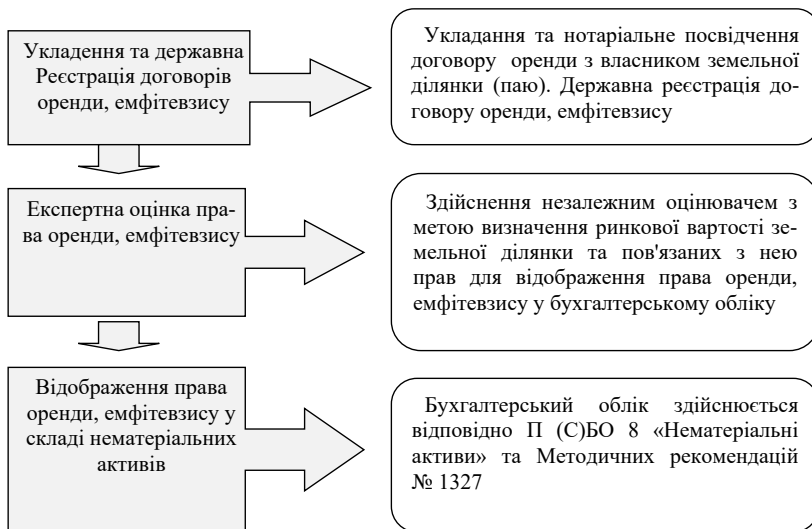 Укладення та державна
Реєстрація договорів
оренди, емфітевзису
Укладання та нотаріальне посвідчення
договору оренди з власником земельної
ділянки (паю). Державна реєстрація до-
говору оренди, емфітевзису
Експертна оцінка пра-
ва оренди, емфітевзису
Здійснення незалежним оцінювачем з
метою визначення ринкової вартості зе-
мельної ділянки та пов'язаних з нею
прав для відображення права оренди,
емфітевзису у бухгалтерському обліку
Відображення права
оренди, емфітевзису у
складі нематеріальних
активів
Бухгалтерський облік здійснюється
відповідно П (С)БО 8 «Нематеріальні
активи» та Методичних рекомендацій
№ 1327